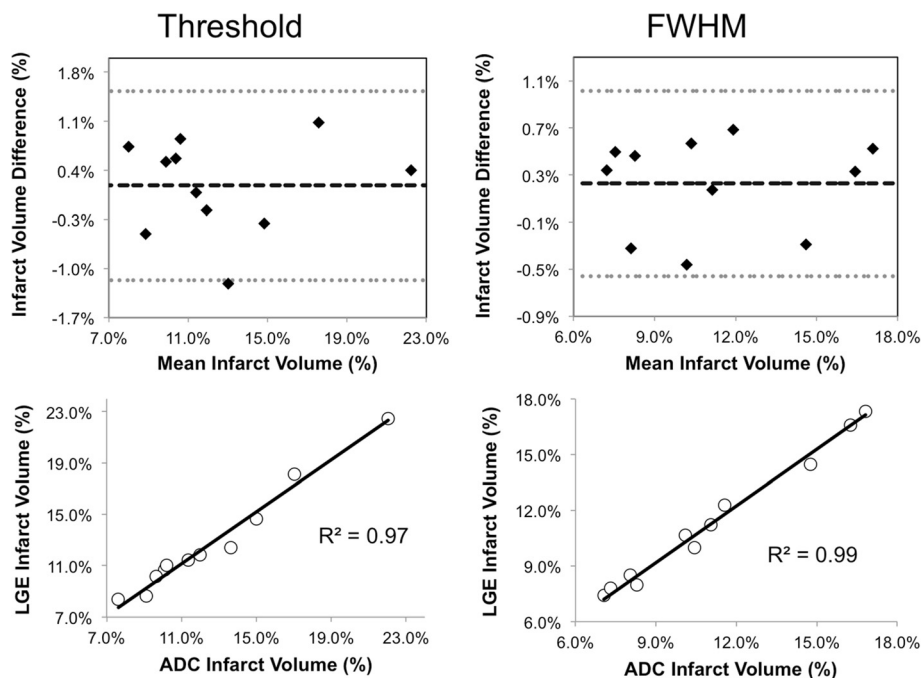 Threshold
Infarct Volume Difference (%)
1.8%
1.1%
0.4%
-0.3%
-1.0%
-1.7%
7.0% 11.0% 15.0% 19.0% 23.0%
Mean Infarct Volume (%)
FWHM
Infarct Volume Difference (%)
1.1%
0.7%
0.3%
-0.1%
-0.5%
-0.9%
6.0% 9.0% 12.0% 15.0% 18.0%
Mean Infarct Volume (%)
LGE Infarct Volume (%)
23.0%
19.0%
15.0%
11.0%
7.0%
R² = 0.97
7.0% 11.0% 15.0% 19.0% 23.0%
ADC Infarct Volume (%)
LGE Infarct Volume (%)
18.0%
15.0%
12.0%
9.0%
6.0%
R² = 0.99
6.0% 9.0% 12.0% 15.0% 18.0%
ADC Infarct Volume (%)